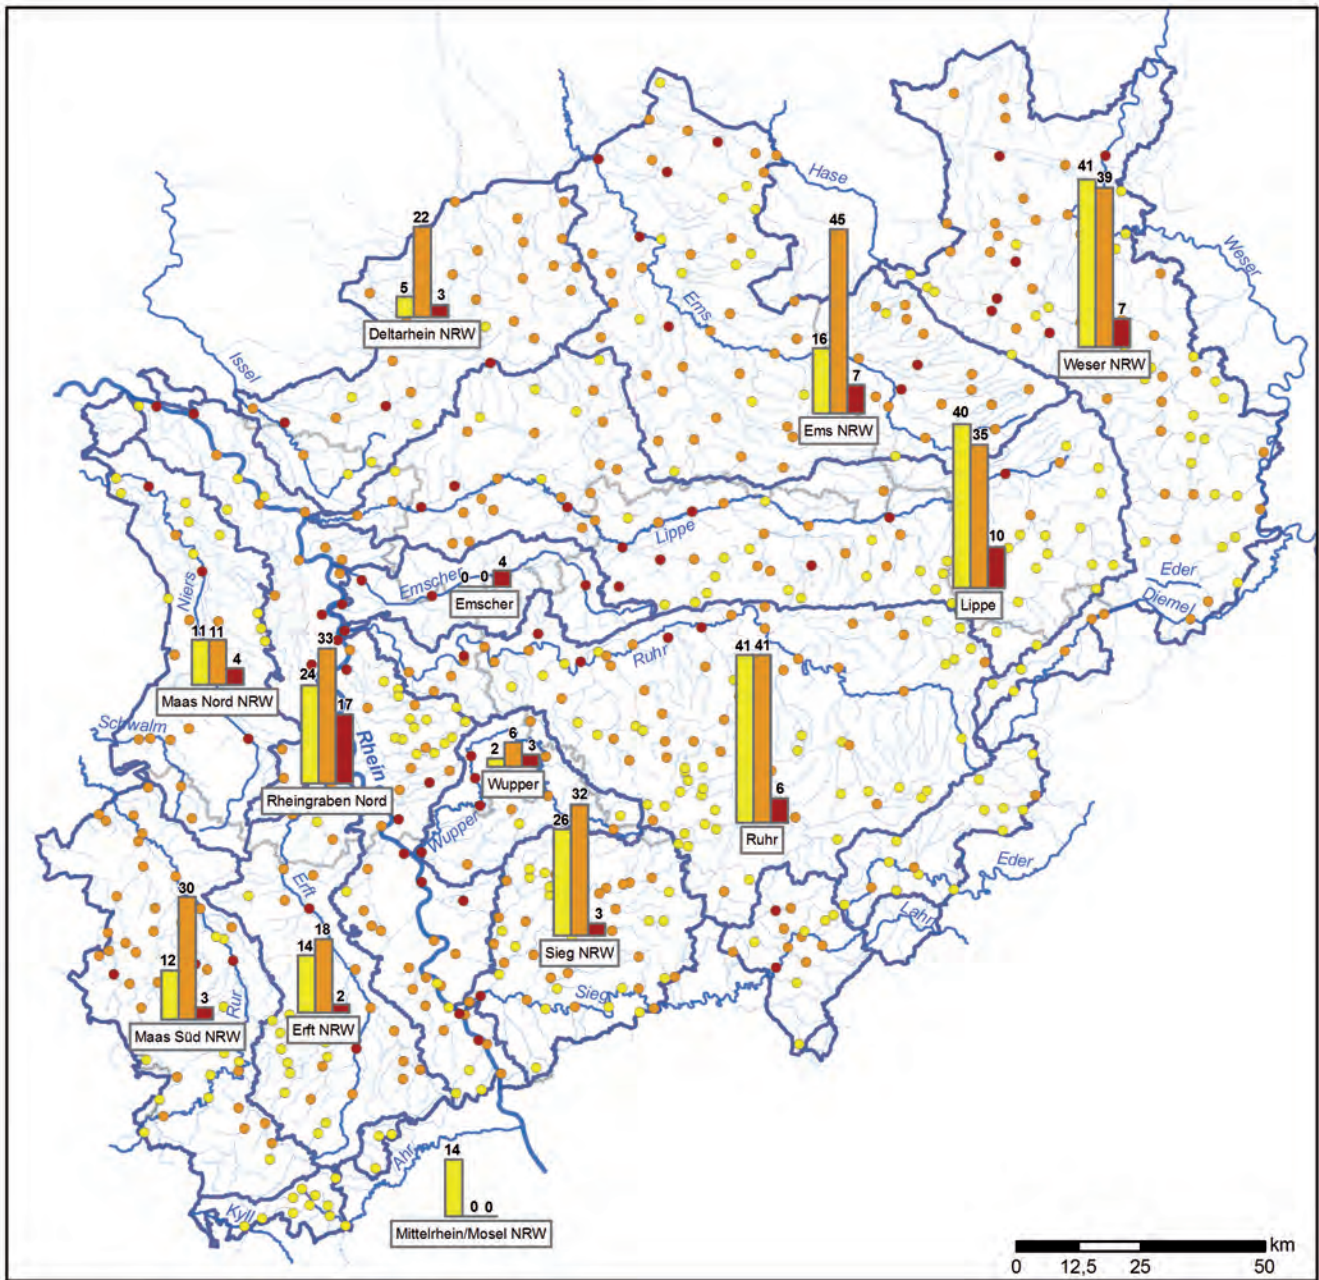 Hase
41
39
7
Weser NRW
Weser
22
5
3
Deltarhein NRW
45
16
7
Ems NRW
Ems
Issel
40
35
10
Lippe
Lippe
Emscher
0 0 4
Emscher
Eder
Diemel
Niers
11 11
4
Maas Nord NRW
33
24
17
Rheingraben Nord
Rhein
Ruhr
41 41
6
Ruhr
Schwalm
6
2
3
Wupper
Wupper
32
26
3
Sieg NRW
Sieg
Eder
Lahn
Erft
30
12
3
Maas Süd NRW
Rur
18
14
2
Erft NRW
Ahr
Kyll
14
0 0
Mittelrhein/Mosel NRW
km
0 12,5 25 50